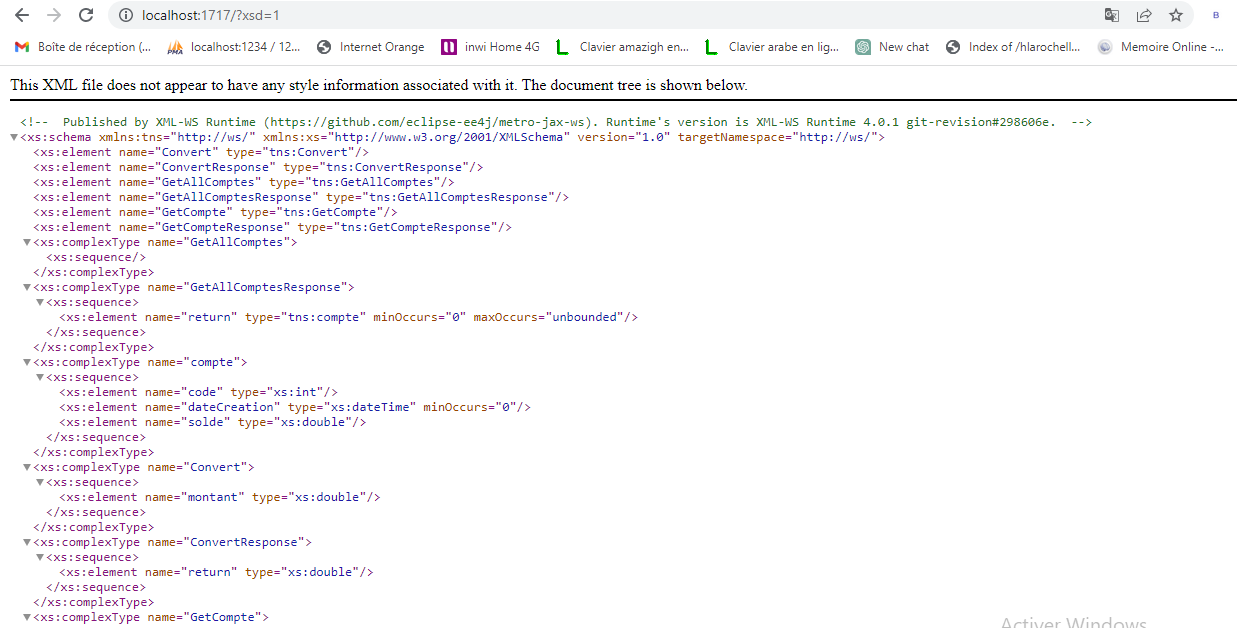 localhost:1717/?xsd=1
B
Boîte de réception (...
PMA localhost:1234 / 12...
Internet Orange
inwi Home 4G
Clavier amazigh en...
Clavier arabe en lig...
New chat
Index of /hlarochell...
Memoire Online -...
This XML file does not appear to have any style information associated with it. The document tree is shown below.
<!--  Published by XML-WS Runtime (https://github.com/eclipse-ee4j/metro-jax-ws). Runtime's version is XML-WS Runtime 4.0.1 git-revision#298606e.  -->
▼<xs:schema xmlns:tns="http://ws/" xmlns:xs="http://www.w3.org/2001/XMLSchema" version="1.0" targetNamespace="http://ws/">
<xs:element name="Convert" type="tns:Convert"/>
<xs:element name="ConvertResponse" type="tns:ConvertResponse"/>
<xs:element name="GetAllComptes" type="tns:GetAllComptes"/>
<xs:element name="GetAllComptesResponse" type="tns:GetAllComptesResponse"/>
<xs:element name="GetCompte" type="tns:GetCompte"/>
<xs:element name="GetCompteResponse" type="tns:GetCompteResponse"/>
▼<xs:complexType name="GetAllComptes">
<xs:sequence/>
</xs:complexType>
▼<xs:complexType name="GetAllComptesResponse">
▼<xs:sequence>
<xs:element name="return" type="tns:compte" minOccurs="0" maxOccurs="unbounded"/>
</xs:sequence>
</xs:complexType>
▼<xs:complexType name="compte">
▼<xs:sequence>
<xs:element name="code" type="xs:int"/>
<xs:element name="dateCreation" type="xs:dateTime" minOccurs="0"/>
<xs:element name="solde" type="xs:double"/>
</xs:sequence>
</xs:complexType>
▼<xs:complexType name="Convert">
▼<xs:sequence>
<xs:element name="montant" type="xs:double"/>
</xs:sequence>
</xs:complexType>
▼<xs:complexType name="ConvertResponse">
▼<xs:sequence>
<xs:element name="return" type="xs:double"/>
</xs:sequence>
</xs:complexType>
▼<xs:complexType name="GetCompte">
Activer Windows